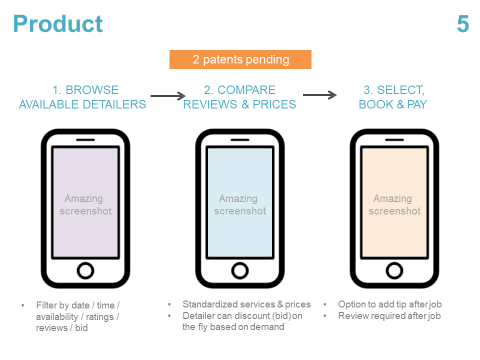 Product
5
2 patents pending
1. BROWSE
AVAILABLE DETAILERS
2. COMPARE
REVIEWS & PRICES
3. SELECT,
BOOK & PAY
Amazing
screenshot
Amazing
screenshot
Amazing
screenshot
• Filter by date / time /
availability / ratings /
reviews / bid
• Standardized services & prices
• Detailer can discount (bid) on
the fly based on demand
• Option to add tip after job
• Review required after job